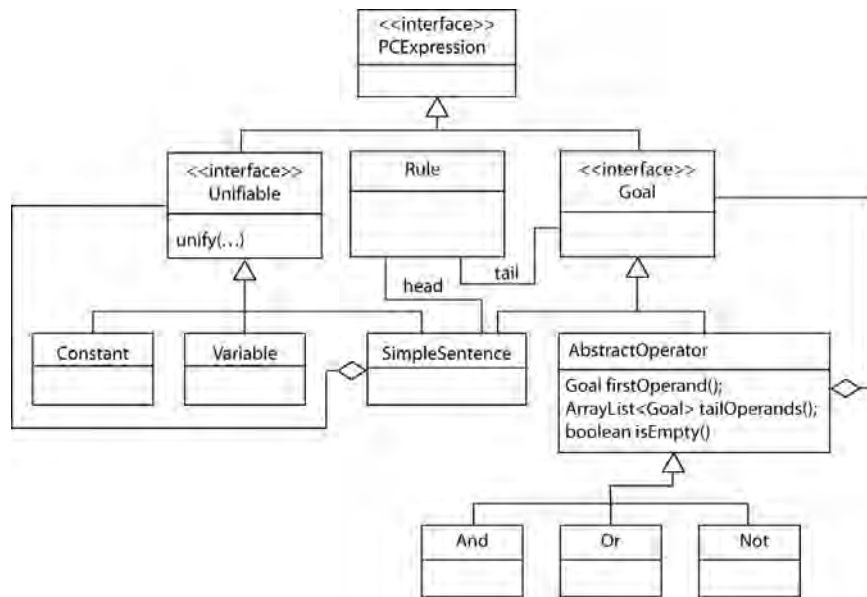 <<interface>>
PCExpression
<<interface>>
Unifiable
unify(...)
Rule
<<interface>>
Goal
head
tail
Constant
Variable
SimpleSentence
AbstractOperator
Goal firstOperand();
ArrayList<Goal> tailOperands();
boolean isEmpty()
And
Or
Not